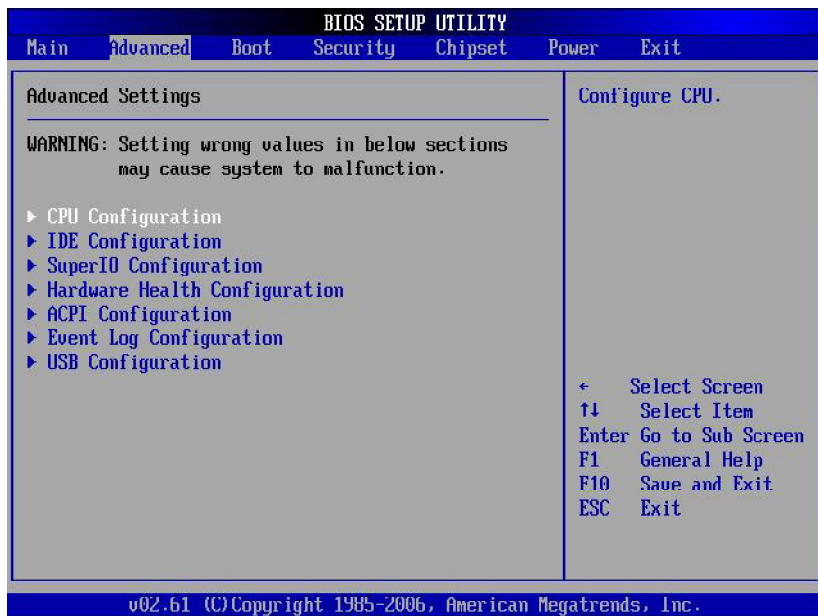 BIOS SETUP UTILITY
Main Advanced Boot Security Chipset Power Exit
Advanced Settings
WARNING: Setting wrong values in below sections
may cause system to malfunction.
▶ CPU Configuration
▶ IDE Configuration
▶ SuperIO Configuration
▶ Hardware Health Configuration
▶ ACPI Configuration
▶ Event Log Configuration
▶ USB Configuration
Configure CPU.
← Select Screen
↑↓ Select Item
Enter Go to Sub Screen
F1 General Help
F10 Save and Exit
ESC Exit
v02.61 (C)Copyright 1985-2006, American Megatrends, Inc.